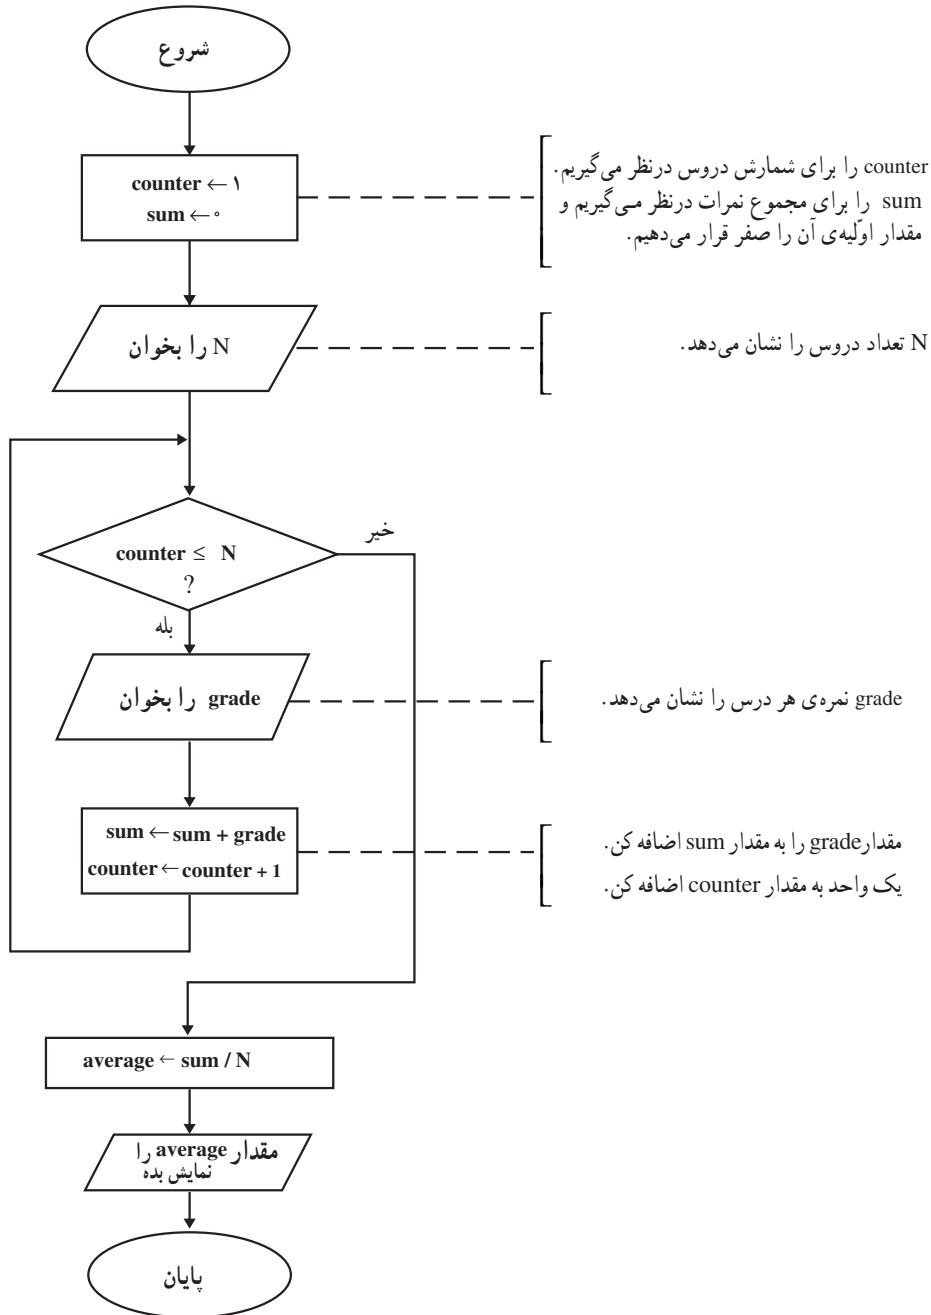 شروع
counter ← ۱
sum ← ۰
counter را برای شمارش دروس درنظر می‌گیریم.
sum را برای مجموع نمرات درنظر می‌گیریم و
مقدار اوّلیه‌ی آن را صفر قرار می‌دهیم.
N را بخوان
N تعداد دروس را نشان می‌دهد.
counter ≤ N
?
خیر
بله
grade را بخوان
grade نمره‌ی هر درس را نشان می‌دهد.
sum ← sum + grade
counter ← counter + 1
مقدار grade را به مقدار sum اضافه کن.
یک واحد به مقدار counter اضافه کن.
average ← sum / N
مقدار average را
نمایش بده
پایان